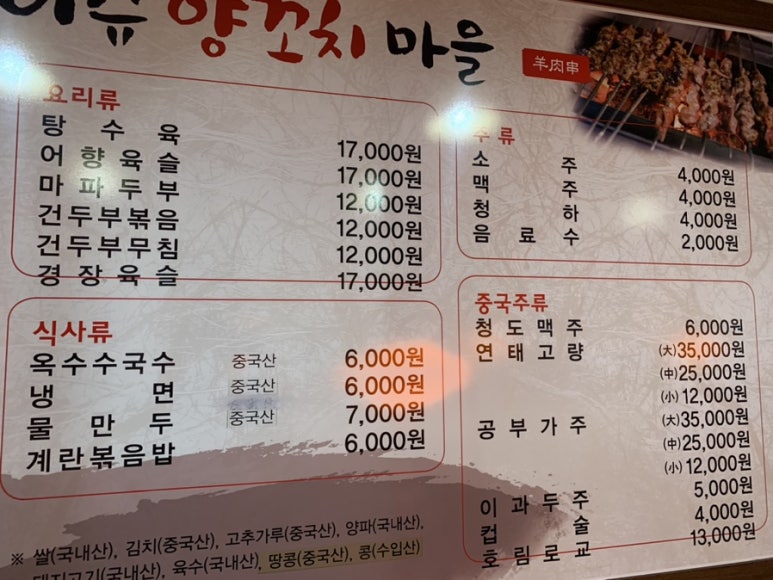 양꼬치 마을
羊肉串
요리류
탕 수 육 17,000원
어향육슬 17,000원
마파두부 12,000원
건두부볶음 12,000원
건두부무침 12,000원
경장육슬 17,000원
식사류
옥수수국수 중국산 6,000원
냉 면 중국산 6,000원
물 만 두 중국산 7,000원
계란볶음밥 6,000원
주 류
소 주 4,000원
맥 주 4,000원
청 하 4,000원
음 료 수 2,000원
중국주류
청도맥주 6,000원
연태고량 (大)35,000원
(中)25,000원
(小)12,000원
공부가주 (大)35,000원
(中)25,000원
(小)12,000원
이과두주 5,000원
컵 술 4,000원
호림로교 13,000원
※ 쌀(국내산), 김치(중국산), 고추가루(중국산), 양파(국내산),
돼지고기(국내산), 육수(국내산), 땅콩(중국산), 콩(수입산)